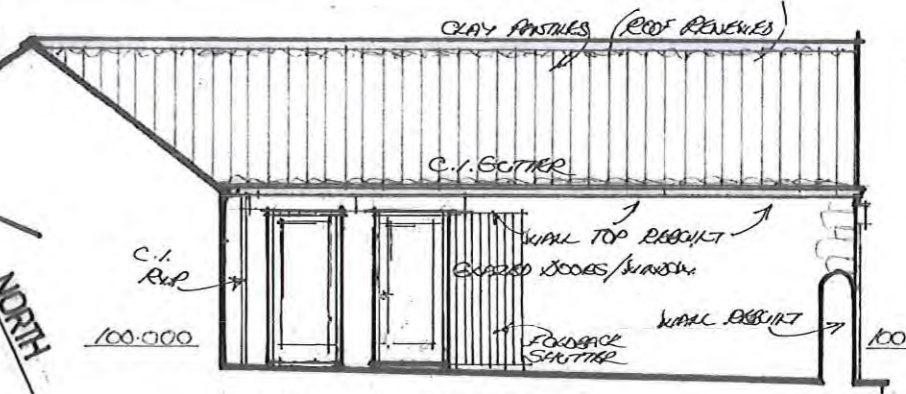 CLAY PANTILES (ROOF RENEWED)
C.I. GUTTER
WALL TOP REBUILT
GLAZED DOORS/WINDOW
C.I.
RWP
NORTH
100.000
FOLDBACK
SHUTTER
WALL REBUILT
100